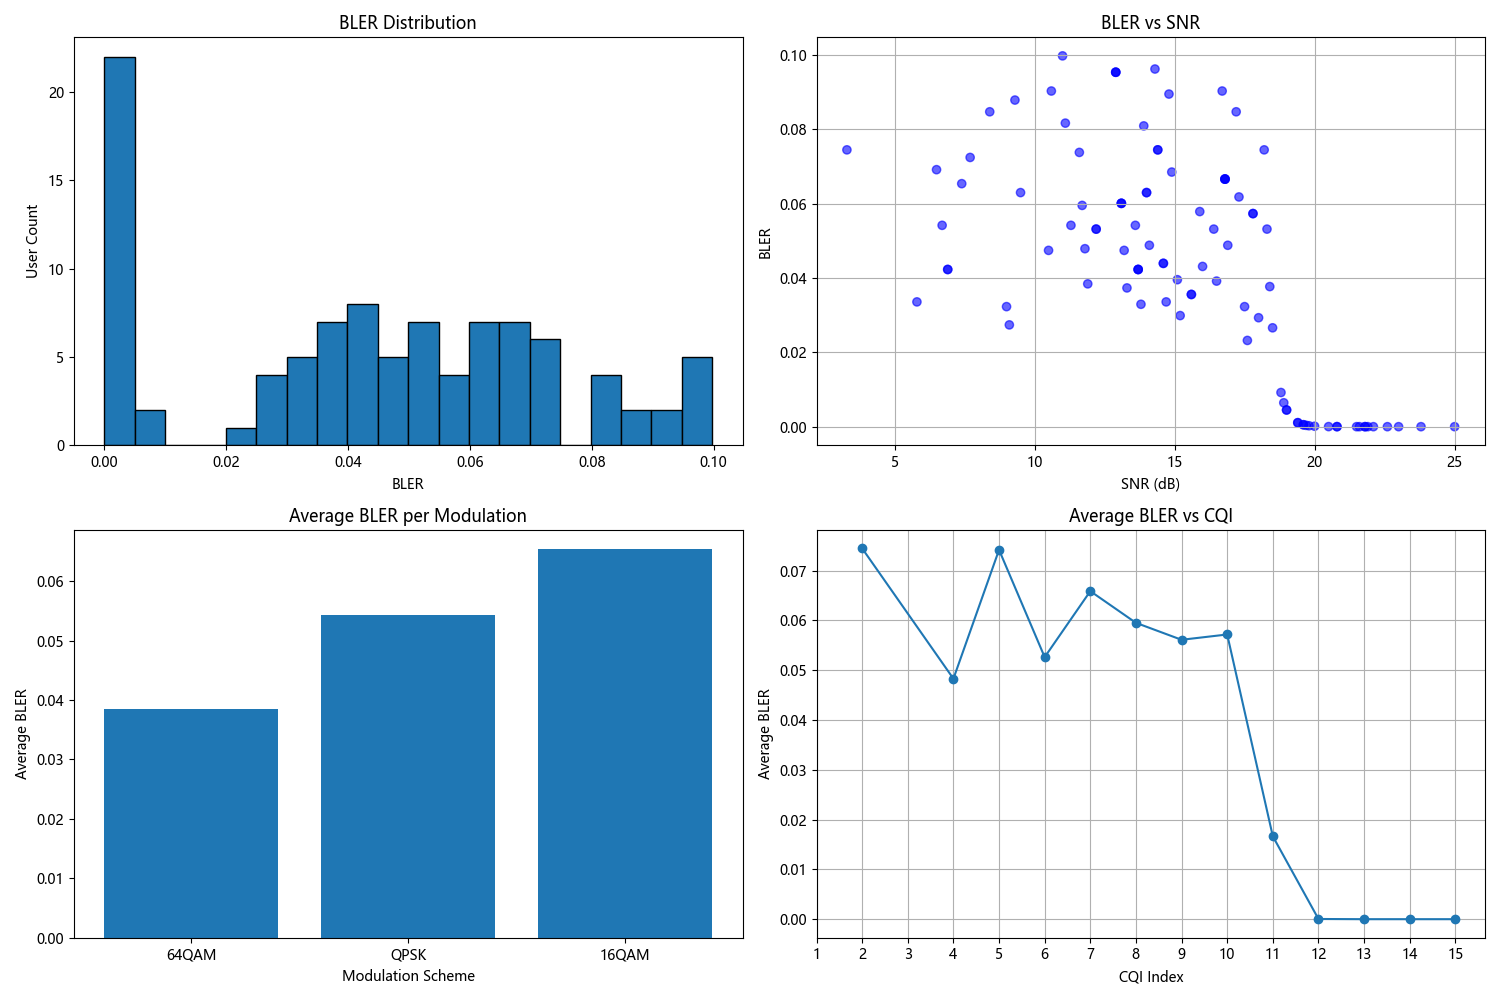 BLER Distribution
User Count
20
15
10
5
0
0.00 0.02 0.04 0.06 0.08 0.10
BLER
BLER vs SNR
BLER
0.10
0.08
0.06
0.04
0.02
0.00
5 10 15 20 25
SNR (dB)
Average BLER per Modulation
Average BLER
0.06
0.05
0.04
0.03
0.02
0.01
0.00
64QAM QPSK 16QAM
Modulation Scheme
Average BLER vs CQI
Average BLER
0.07
0.06
0.05
0.04
0.03
0.02
0.01
0.00
1 2 3 4 5 6 7 8 9 10 11 12 13 14 15
CQI Index